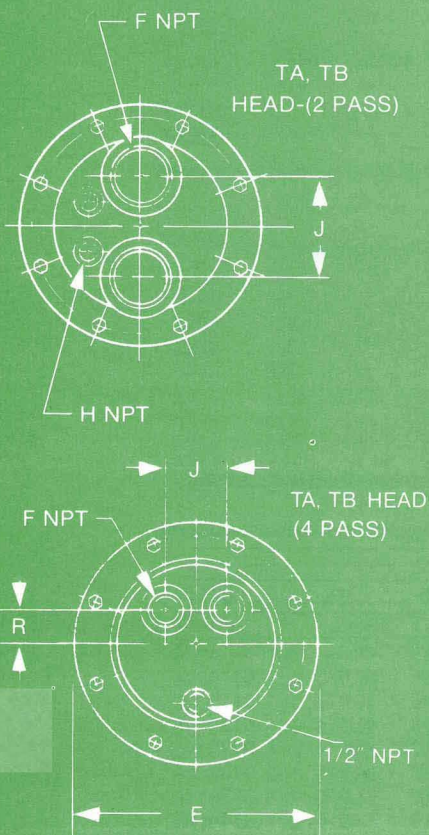 F NPT
TA, TB
HEAD-(2 PASS)
J
H NPT
J
TA, TB HEAD
(4 PASS)
F NPT
R
1/2" NPT
E